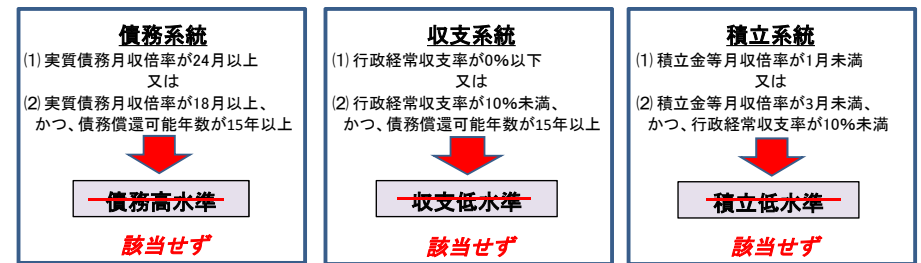 債務系統
⑴ 実質債務月収倍率が24月以上
又は
⑵ 実質債務月収倍率が18月以上、
かつ、債務償還可能年数が15年以上
債務高水準
該当せず
収支系統
⑴ 行政経常収支率が0%以下
又は
⑵ 行政経常収支率が10%未満、
かつ、債務償還可能年数が15年以上
収支低水準
該当せず
積立系統
⑴ 積立金等月収倍率が1月未満
又は
⑵ 積立金等月収倍率が3月未満、
かつ、行政経常収支率が10%未満
積立低水準
該当せず